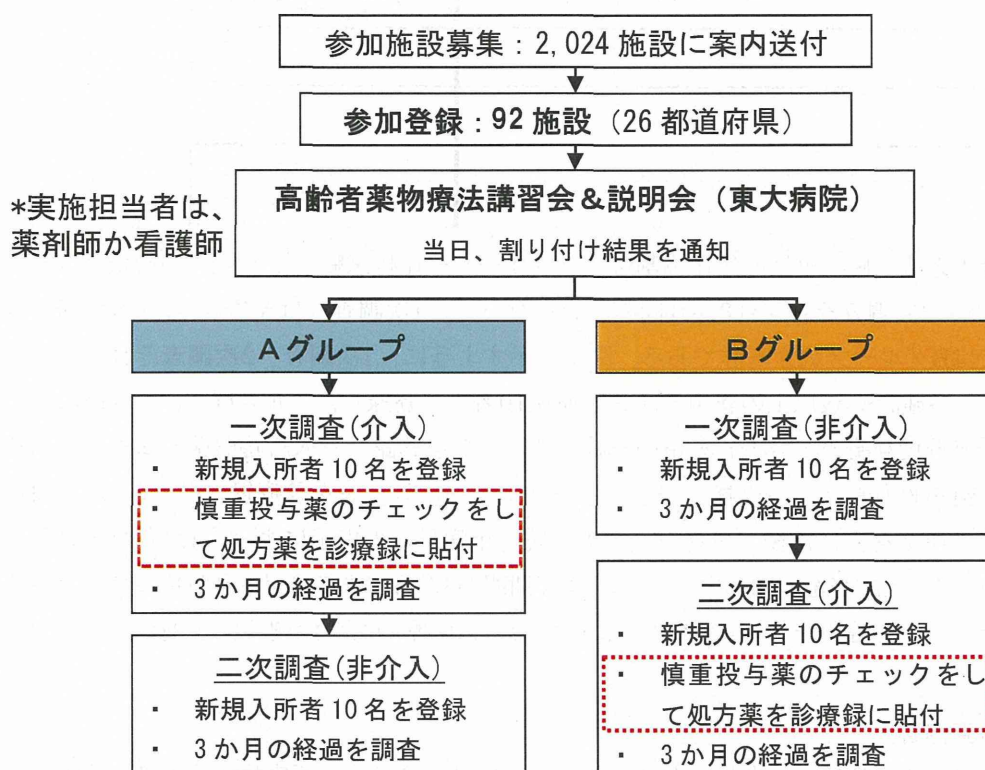 参加施設募集：2,024 施設に案内送付
参加登録：92 施設（26 都道府県）
*実施担当者は、
薬剤師か看護師
高齢者薬物療法講習会＆説明会（東大病院）
当日、割り付け結果を通知
Aグループ
一次調査(介入)
・ 新規入所者 10 名を登録
・ 慎重投与薬のチェックをし
て処方薬を診療録に貼付
・ 3 か月の経過を調査
二次調査(非介入)
・ 新規入所者 10 名を登録
・ 3 か月の経過を調査
Bグループ
一次調査(非介入)
・ 新規入所者 10 名を登録
・ 3 か月の経過を調査
二次調査(介入)
・ 新規入所者 10 名を登録
・ 慎重投与薬のチェックをし
て処方薬を診療録に貼付
・ 3 か月の経過を調査